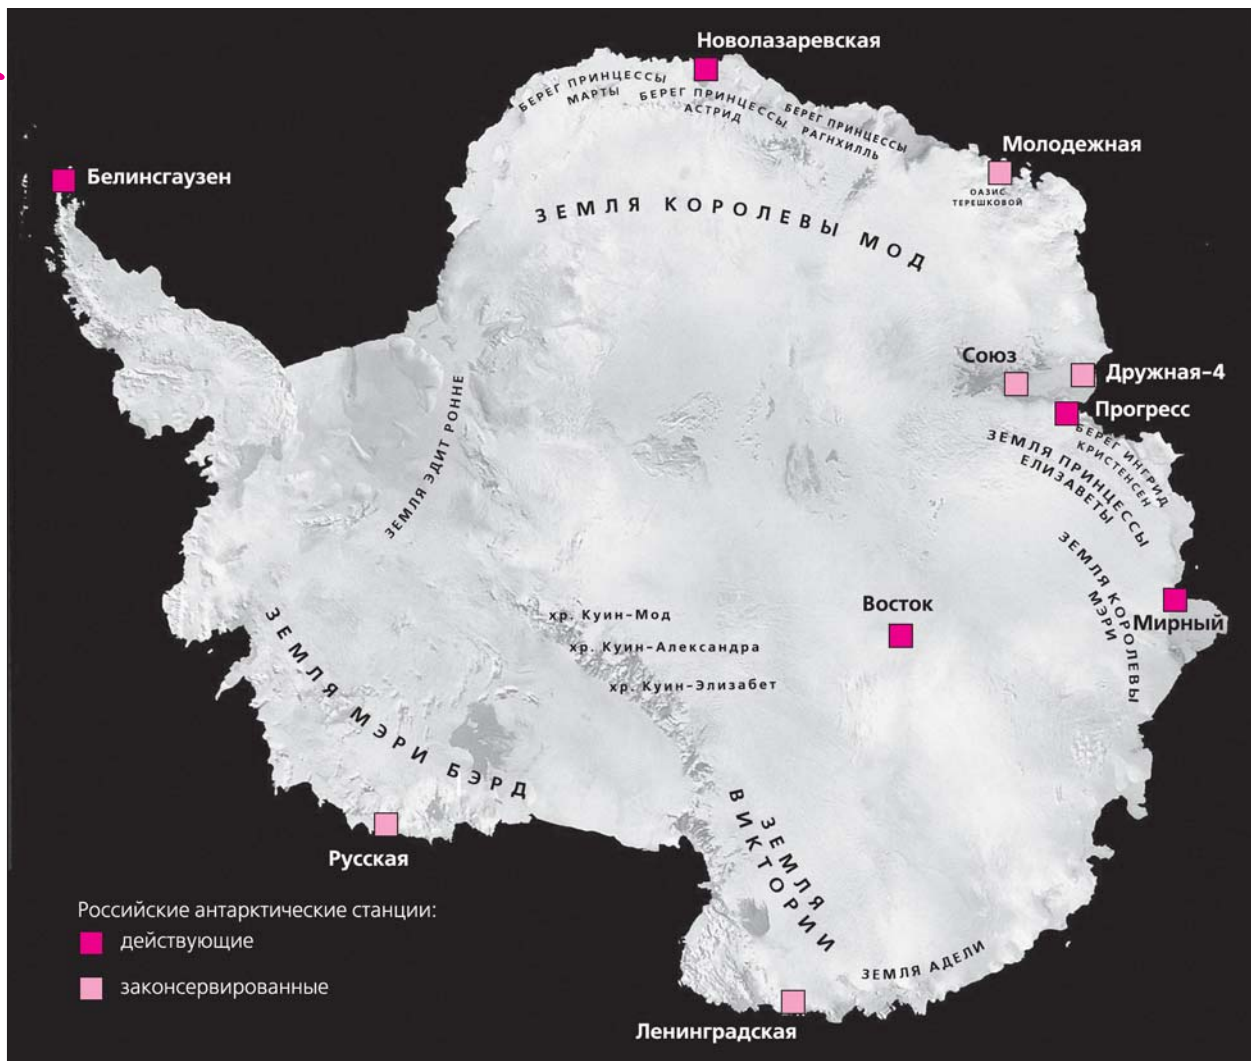 Новолазаревская
БЕРЕГ ПРИНЦЕССЫ
МАРТЫ
БЕРЕГ ПРИНЦЕССЫ
АСТРИД
БЕРЕГ ПРИНЦЕССЫ
РАГНХИЛЛЬ
Молодежная
ОАЗИС
ТЕРЕШКОВОЙ
Белинсгаузен
ЗЕМЛЯ КОРОЛЕВЫ МОД
Союз
Дружная-4
Прогресс
БЕРЕГ ИНГРИД
КРИСТЕНСЕН
ЗЕМЛЯ ПРИНЦЕССЫ
ЕЛИЗАВЕТЫ
ЗЕМЛЯ ЭДИТ РОННЕ
ЗЕМЛЯ КОРОЛЕВЫ
МЭРИ
Восток
Мирный
хр. Куин-Мод
хр. Куин-Александра
хр. Куин-Элизабет
ЗЕМЛЯ МЭРИ БЭРД
ЗЕМЛЯ
ВИКТОРИИ
Русская
ЗЕМЛЯ АДЕЛИ
Ленинградская
Российские антарктические станции:
действующие
законсервированные